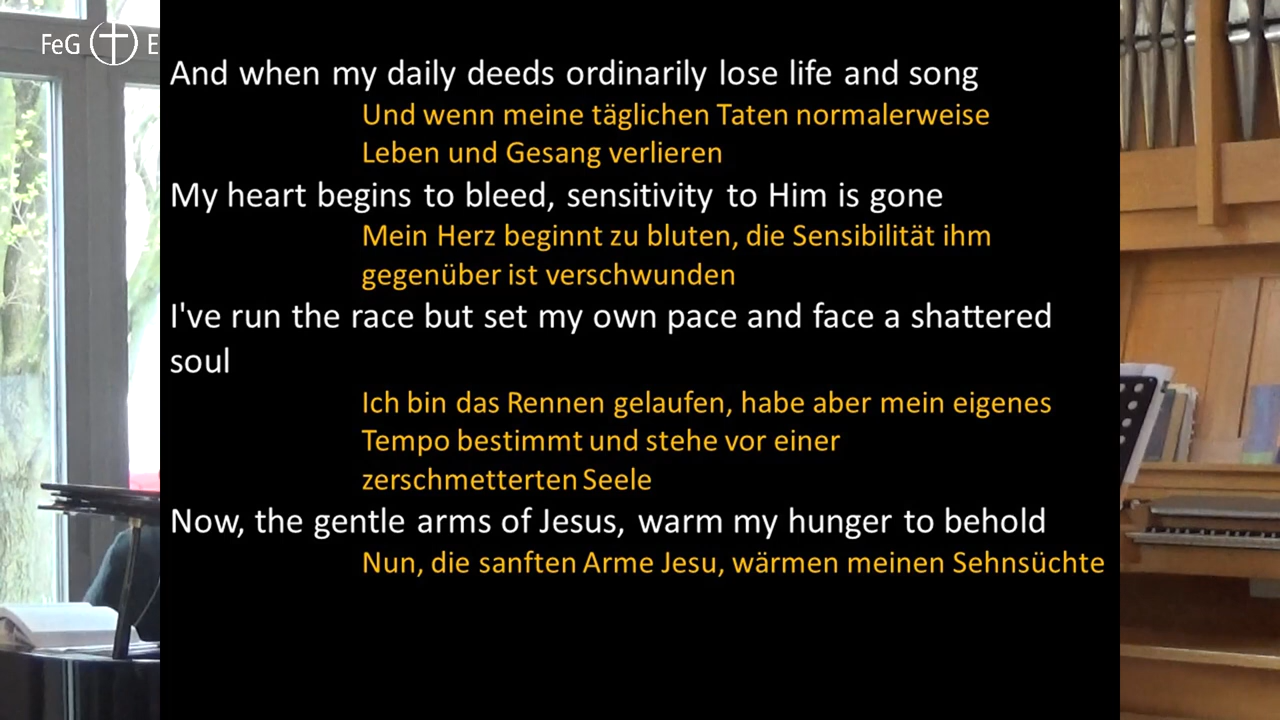 FeG E
And when my daily deeds ordinarily lose life and song
Und wenn meine täglichen Taten normalerweise
Leben und Gesang verlieren
My heart begins to bleed, sensitivity to Him is gone
Mein Herz beginnt zu bluten, die Sensibilität ihm
gegenüber ist verschwunden
I've run the race but set my own pace and face a shattered
soul
Ich bin das Rennen gelaufen, habe aber mein eigenes
Tempo bestimmt und stehe vor einer
zerschmetterten Seele
Now, the gentle arms of Jesus, warm my hunger to behold
Nun, die sanften Arme Jesu, wärmen meinen Sehnsüchte